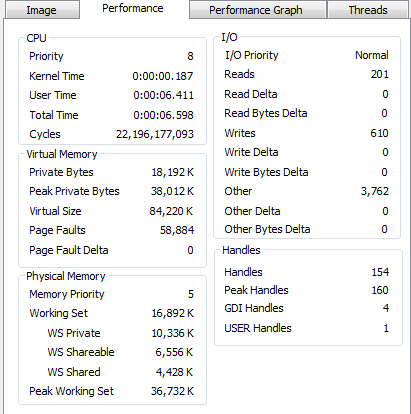 Image Performance Performance Graph Threads
CPU
Priority 8
Kernel Time 0:00:00.187
User Time 0:00:06.411
Total Time 0:00:06.598
Cycles 22,196,177,093
Virtual Memory
Private Bytes 18,192 K
Peak Private Bytes 38,012 K
Virtual Size 84,220 K
Page Faults 58,884
Page Fault Delta 0
Physical Memory
Memory Priority 5
Working Set 16,892 K
WS Private 10,336 K
WS Shareable 6,556 K
WS Shared 4,428 K
Peak Working Set 36,732 K
I/O
I/O Priority Normal
Reads 201
Read Delta 0
Read Bytes Delta 0
Writes 610
Write Delta 0
Write Bytes Delta 0
Other 3,762
Other Delta 0
Other Bytes Delta 0
Handles
Handles 154
Peak Handles 160
GDI Handles 4
USER Handles 1